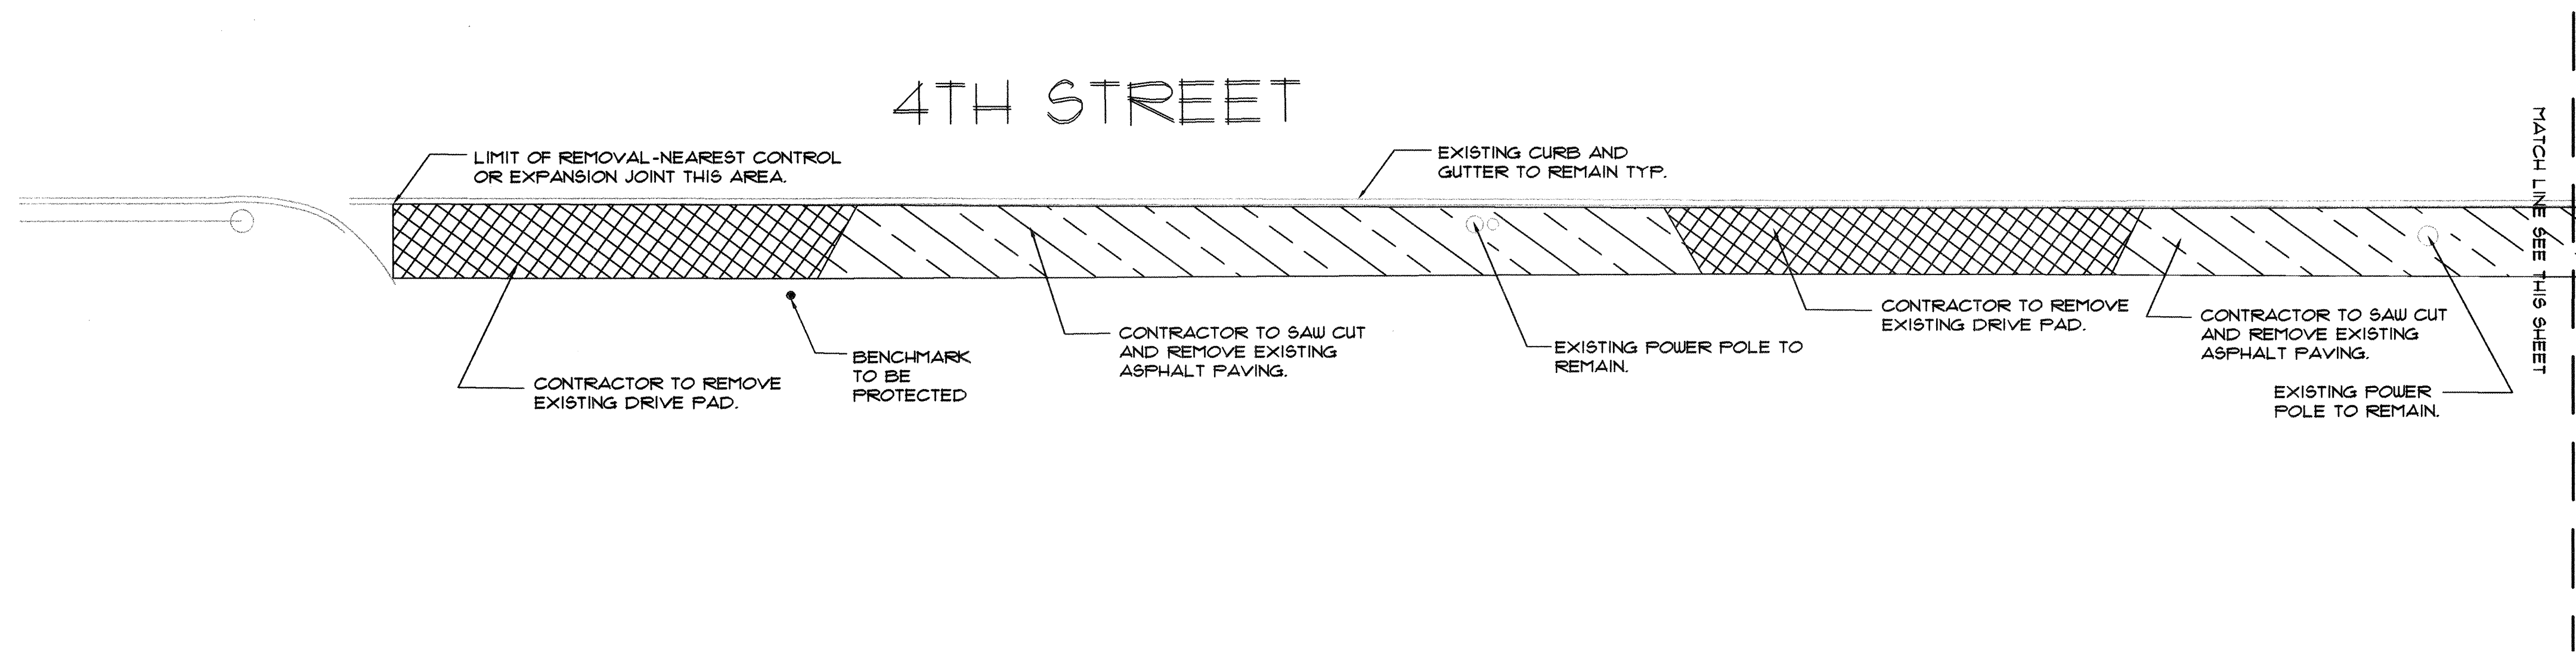 4TH STREET
LIMIT OF REMOVAL-NEAREST CONTROL
OR EXPANSION JOINT THIS AREA.
EXISTING CURB AND
GUTTER TO REMAIN TYP.
MATCH LINE SEE THIS SHEET
CONTRACTOR TO REMOVE
EXISTING DRIVE PAD.
BENCHMARK
TO BE
PROTECTED
CONTRACTOR TO SAW CUT
AND REMOVE EXISTING
ASPHALT PAVING.
EXISTING POWER POLE TO
REMAIN.
CONTRACTOR TO REMOVE
EXISTING DRIVE PAD.
CONTRACTOR TO SAW CUT
AND REMOVE EXISTING
ASPHALT PAVING.
EXISTING POWER
POLE TO REMAIN.